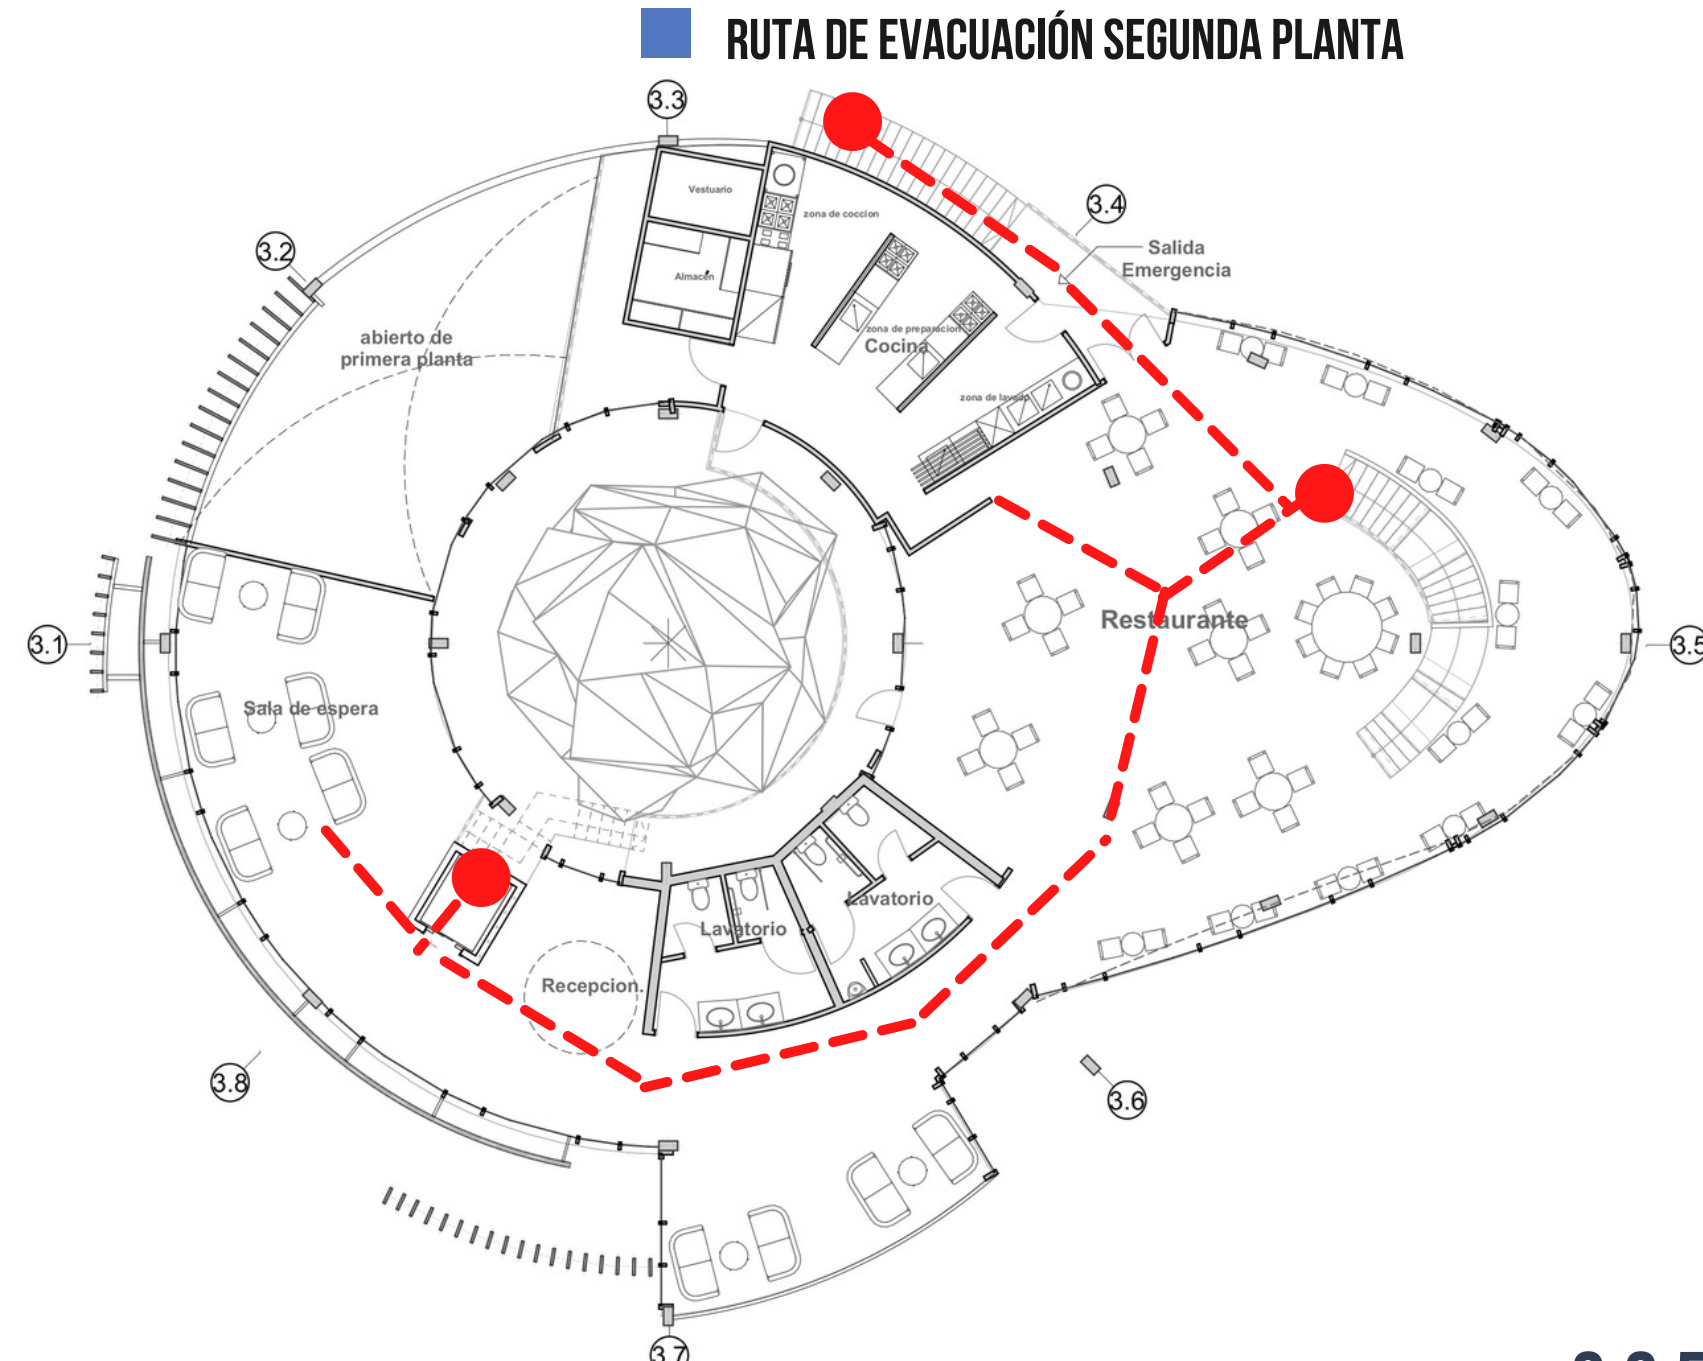 RUTA DE EVACUACIÓN SEGUNDA PLANTA
3.3
3.4
Salida
Emergencia
3.2
Vestuario
zona de coccion
Almacen
abierto de
primera planta
zona de preparacion
Cocina
zona de lavado
3.1
Restaurante
3.5
Sala de espera
Lavatorio
Lavatorio
Recepcion.
3.8
3.6
3.7